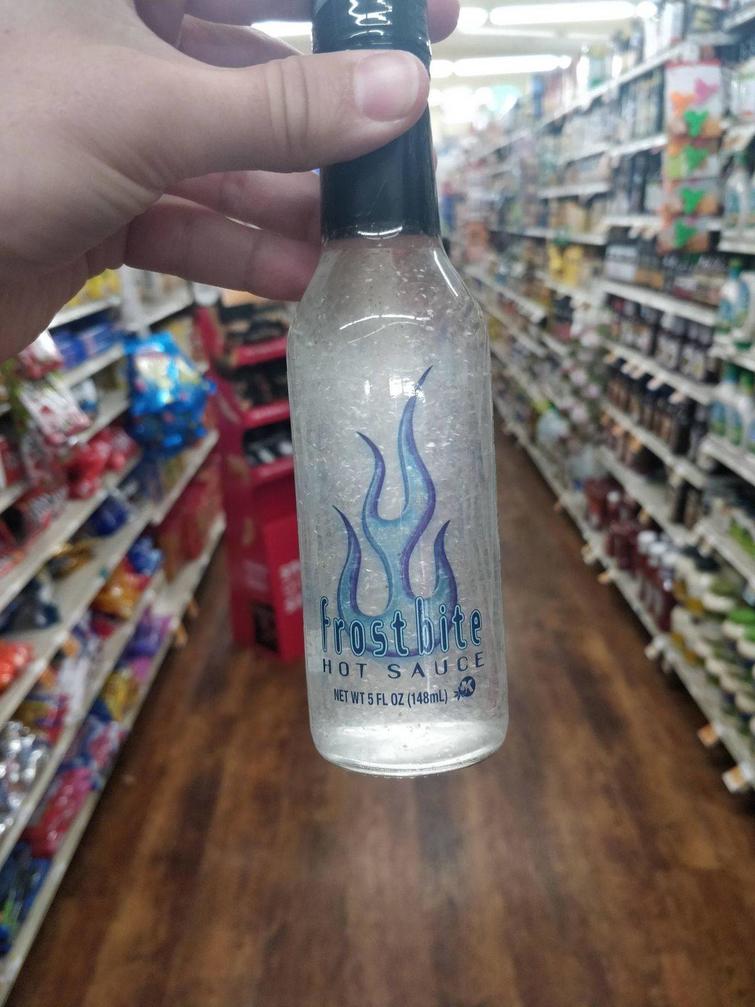 frostbite
HOT SAUCE
NET WT 5 FL OZ (148mL)